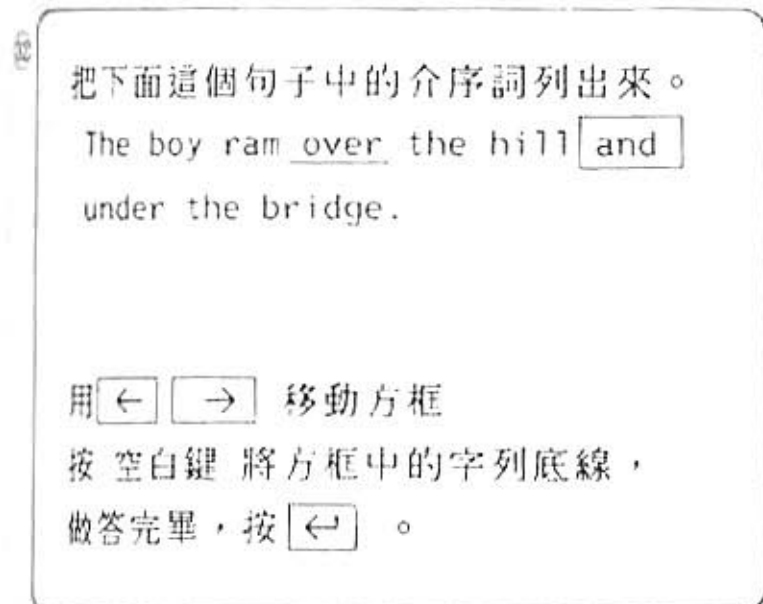 把下面這個句子中的介序詞列出來。
The boy ram over the hill and
under the bridge.
用 ← → 移動方框
按 空白鍵 將方框中的字列底線，
做答完畢，按 ↵ 。